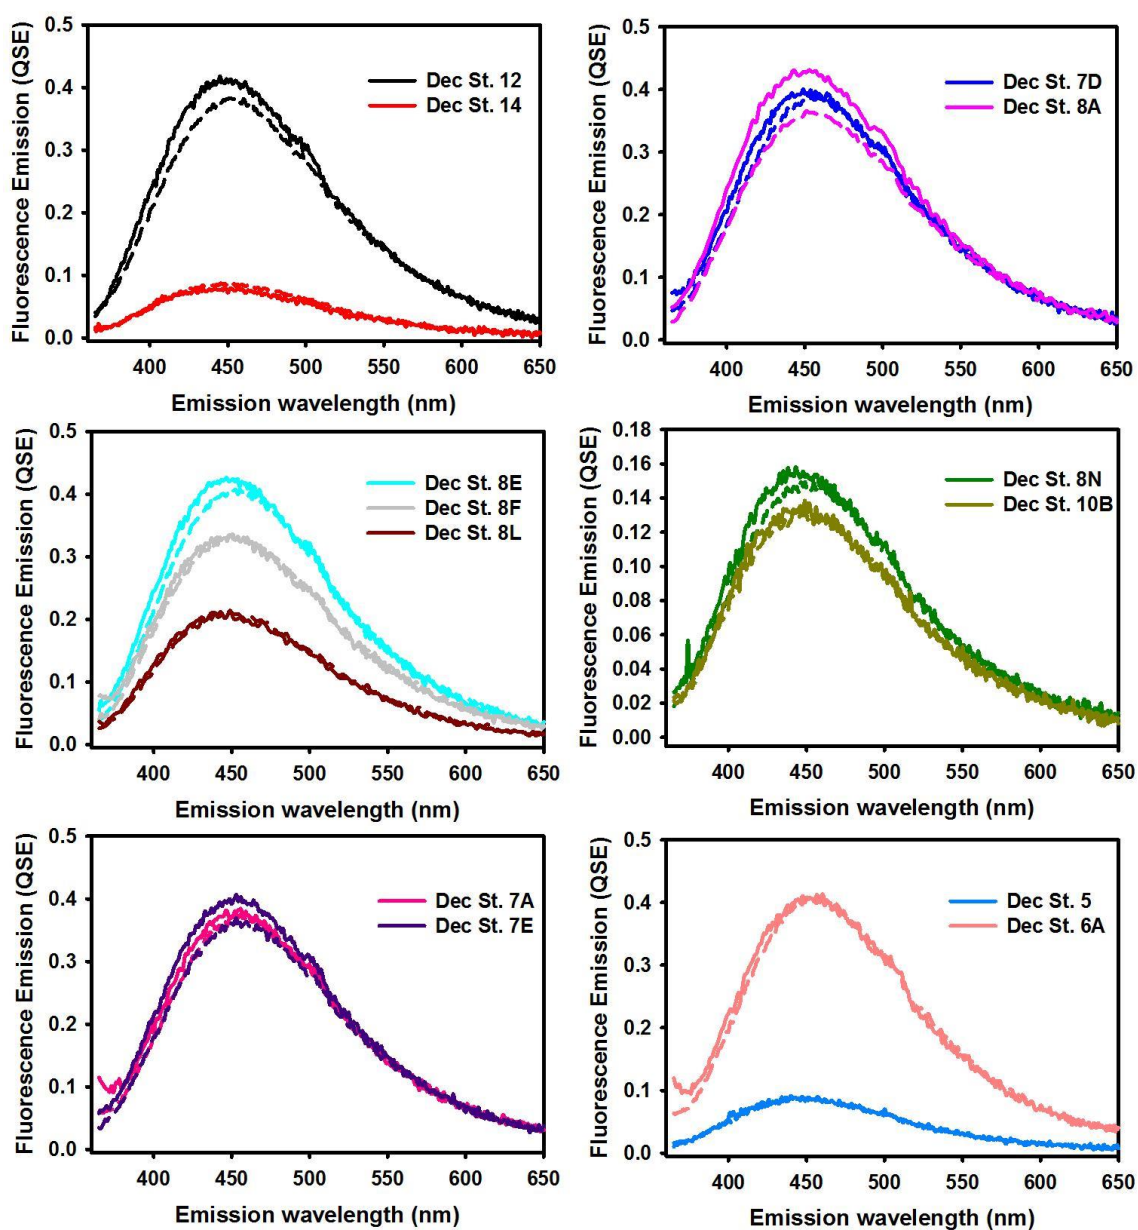 Fluorescence Emission (QSE)
0.5
0.4
0.3
0.2
0.1
0.0
Dec St. 12
Dec St. 14
400 450 500 550 600 650
Emission wavelength (nm)
Fluorescence Emission (QSE)
0.5
0.4
0.3
0.2
0.1
0.0
Dec St. 7D
Dec St. 8A
400 450 500 550 600 650
Emission wavelength (nm)
Fluorescence Emission (QSE)
0.5
0.4
0.3
0.2
0.1
0.0
Dec St. 8E
Dec St. 8F
Dec St. 8L
400 450 500 550 600 650
Emission wavelength (nm)
Fluorescence Emission (QSE)
0.18
0.16
0.14
0.12
0.10
0.08
0.06
0.04
0.02
0.00
Dec St. 8N
Dec St. 10B
400 450 500 550 600 650
Emission wavelength (nm)
Fluorescence Emission (QSE)
0.5
0.4
0.3
0.2
0.1
0.0
Dec St. 7A
Dec St. 7E
400 450 500 550 600 650
Emission wavelength (nm)
Fluorescence Emission (QSE)
0.5
0.4
0.3
0.2
0.1
0.0
Dec St. 5
Dec St. 6A
400 450 500 550 600 650
Emission wavelength (nm)